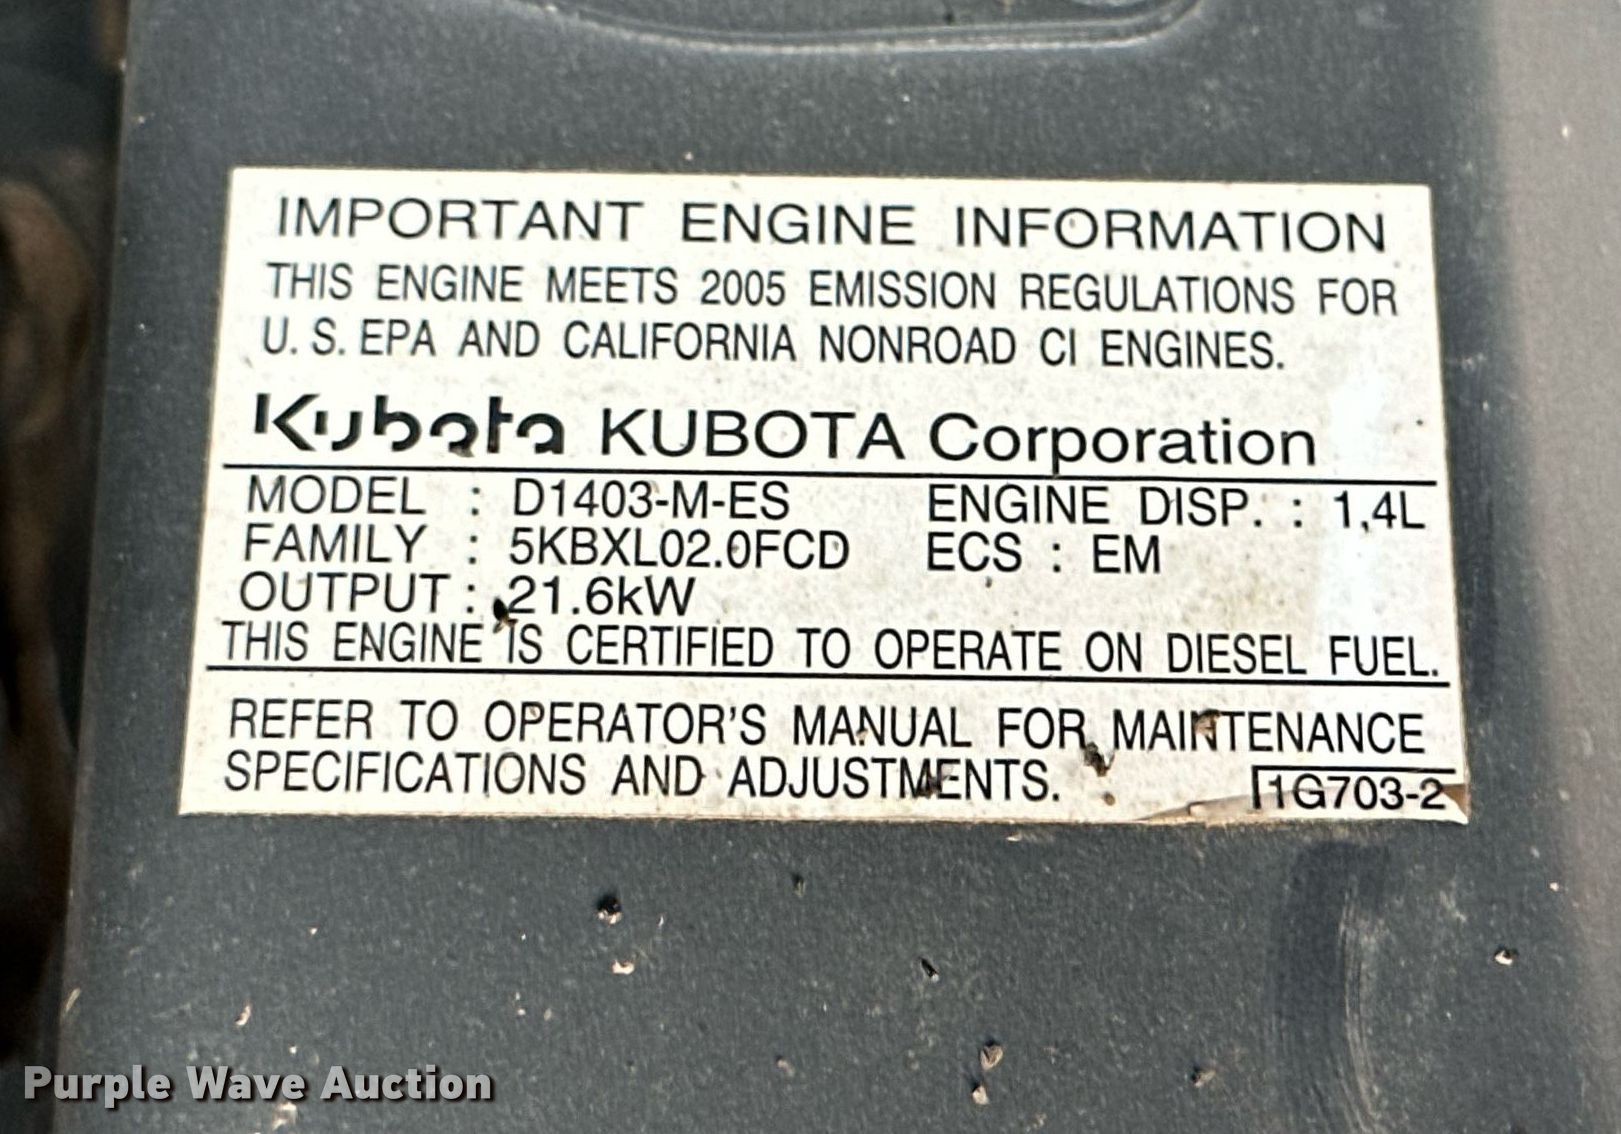 IMPORTANT ENGINE INFORMATION
THIS ENGINE MEETS 2005 EMISSION REGULATIONS FOR
U.S.EPA AND CALIFORNIA NONROAD CI ENGINES.
Kubota KUBOTA Corporation
MODEL : D1403-M-ES ENGINE DISP. : 1,4L
FAMILY : 5KBXL02.0FCD ECS : EM
OUTPUT : 21.6kW
THIS ENGINE IS CERTIFIED TO OPERATE ON DIESEL FUEL.
REFER TO OPERATOR'S MANUAL FOR MAINTENANCE
SPECIFICATIONS AND ADJUSTMENTS.
1G703-2
Purple Wave Auction